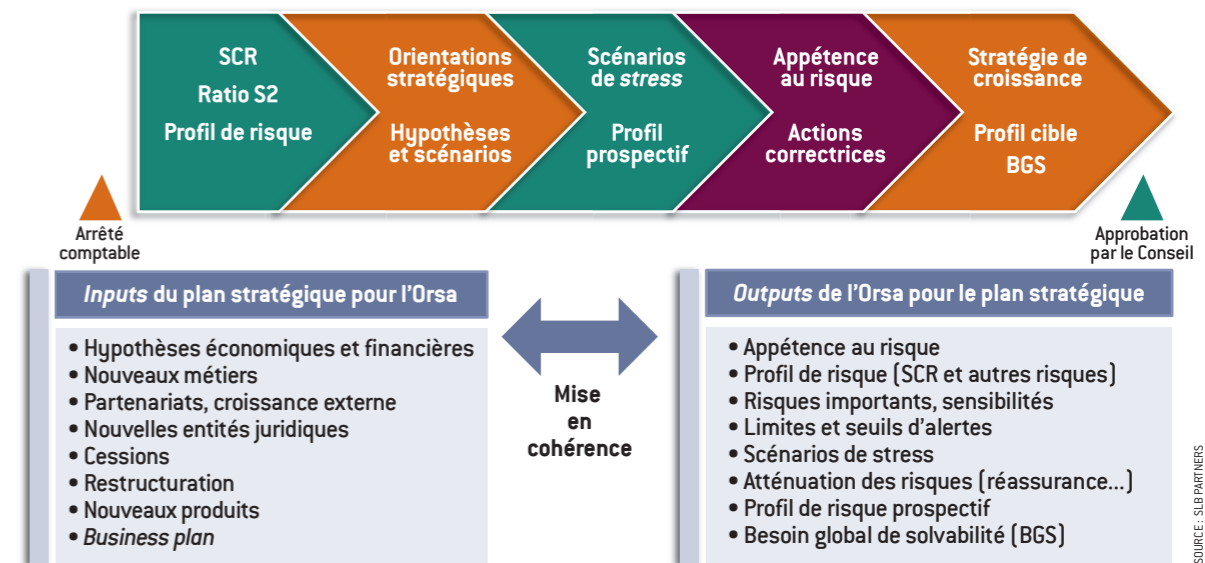 SCR
Ratio S2
Profil de risque
Orientations
stratégiques
Hypothèses
et scénarios
Scénarios
de stress
Profil
prospectif
Appétence
au risque
Actions
correctrices
Stratégie de
croissance
Profil cible
BGS
Arrêté
comptable
Approbation
par le Conseil
Inputs du plan stratégique pour l'Orsa
• Hypothèses économiques et financières
• Nouveaux métiers
• Partenariats, croissance externe
• Nouvelles entités juridiques
• Cessions
• Restructuration
• Nouveaux produits
• Business plan
Mise
en
cohérence
Outputs de l'Orsa pour le plan stratégique
• Appétence au risque
• Profil de risque (SCR et autres risques)
• Risques importants, sensibilités
• Limites et seuils d'alertes
• Scénarios de stress
• Atténuation des risques (réassurance...)
• Profil de risque prospectif
• Besoin global de solvabilité (BGS)
SOURCE : SLB PARTNERS